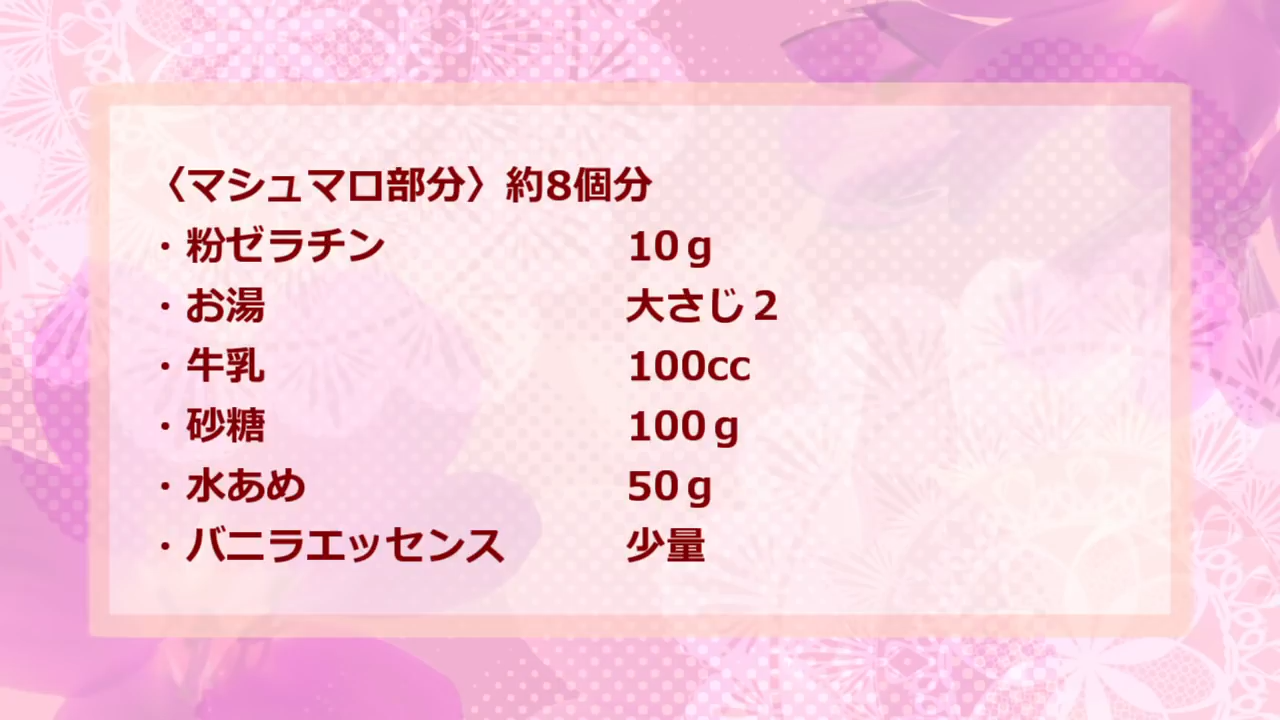 〈マシュマロ部分〉約8個分
・粉ゼラチン 10ｇ
・お湯 大さじ２
・牛乳 100cc
・砂糖 100ｇ
・水あめ 50ｇ
・バニラエッセンス 少量